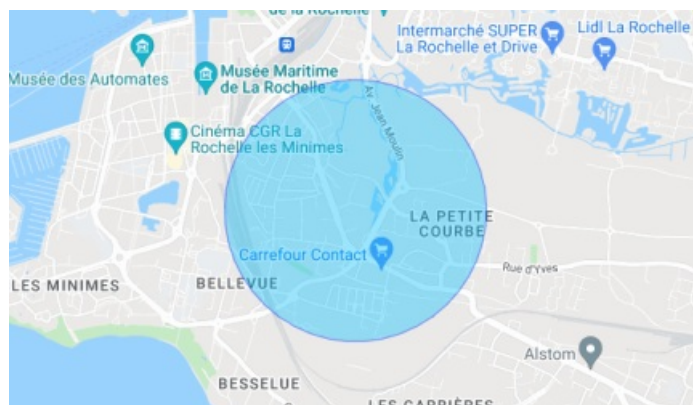 de la Rochelle
Intermarché SUPER
La Rochelle et Drive
Lidl La Rochelle
Musée des Automates
Musée Maritime
de La Rochelle
Av. Jean Moulin
Cinéma CGR La
Rochelle les Minimes
LA PETITE
COURBE
Carrefour Contact
Rue d'Yves
LES MINIMES
BELLEVUE
Alstom
BESSELUE
LES CARRIÈRES